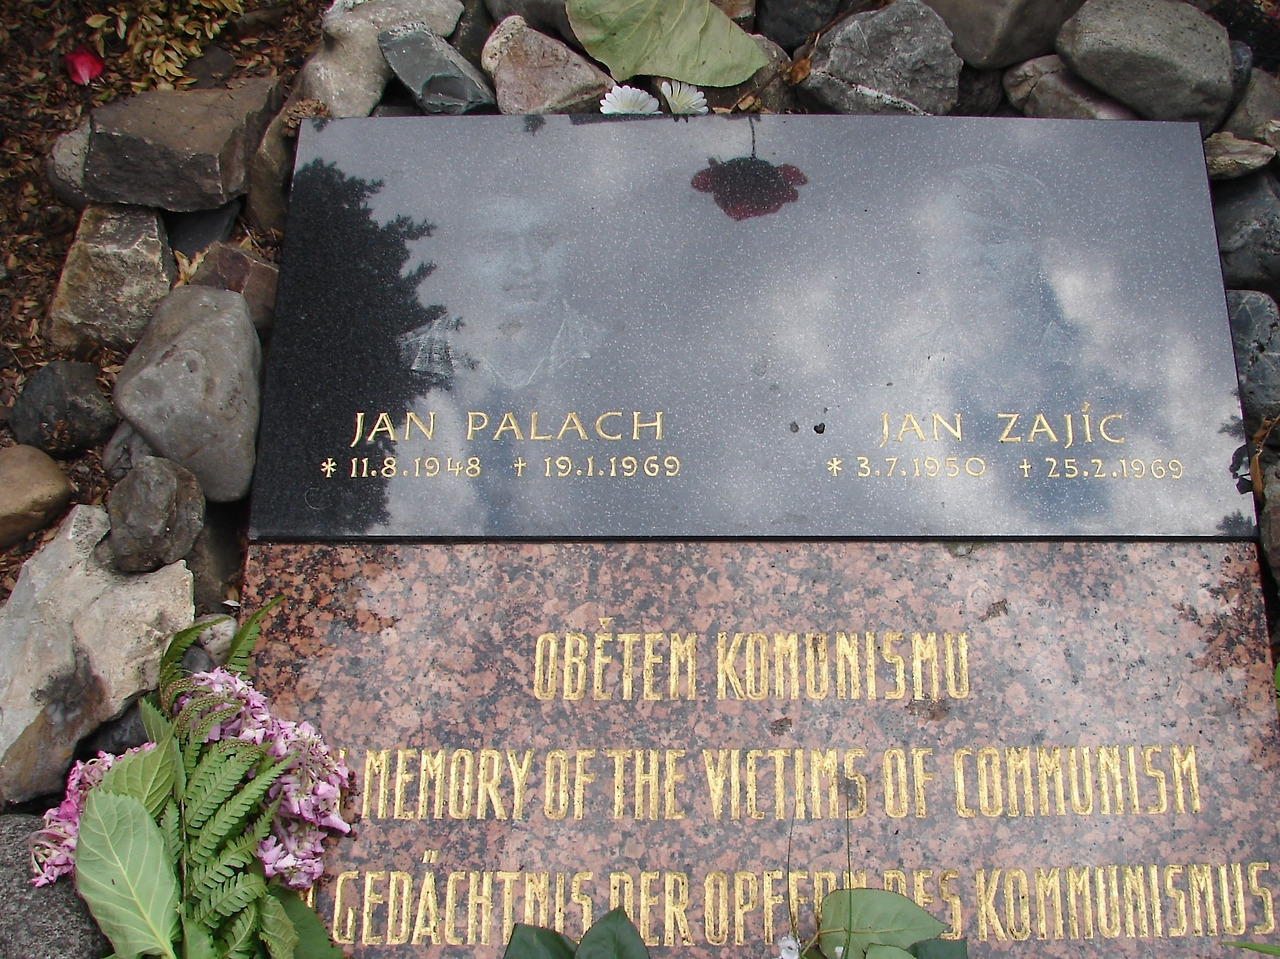 JAN PALACH JAN ZAJÍC
* 11.8.1948 † 19.1.1969 * 3.7.1950 † 25.2.1969
OBĚTEM KOMUNISMU
MEMORY OF THE VICTIMS OF COMMUNISM
GEDÄCHTNIS DER OPFERN DES KOMMUNISMUS